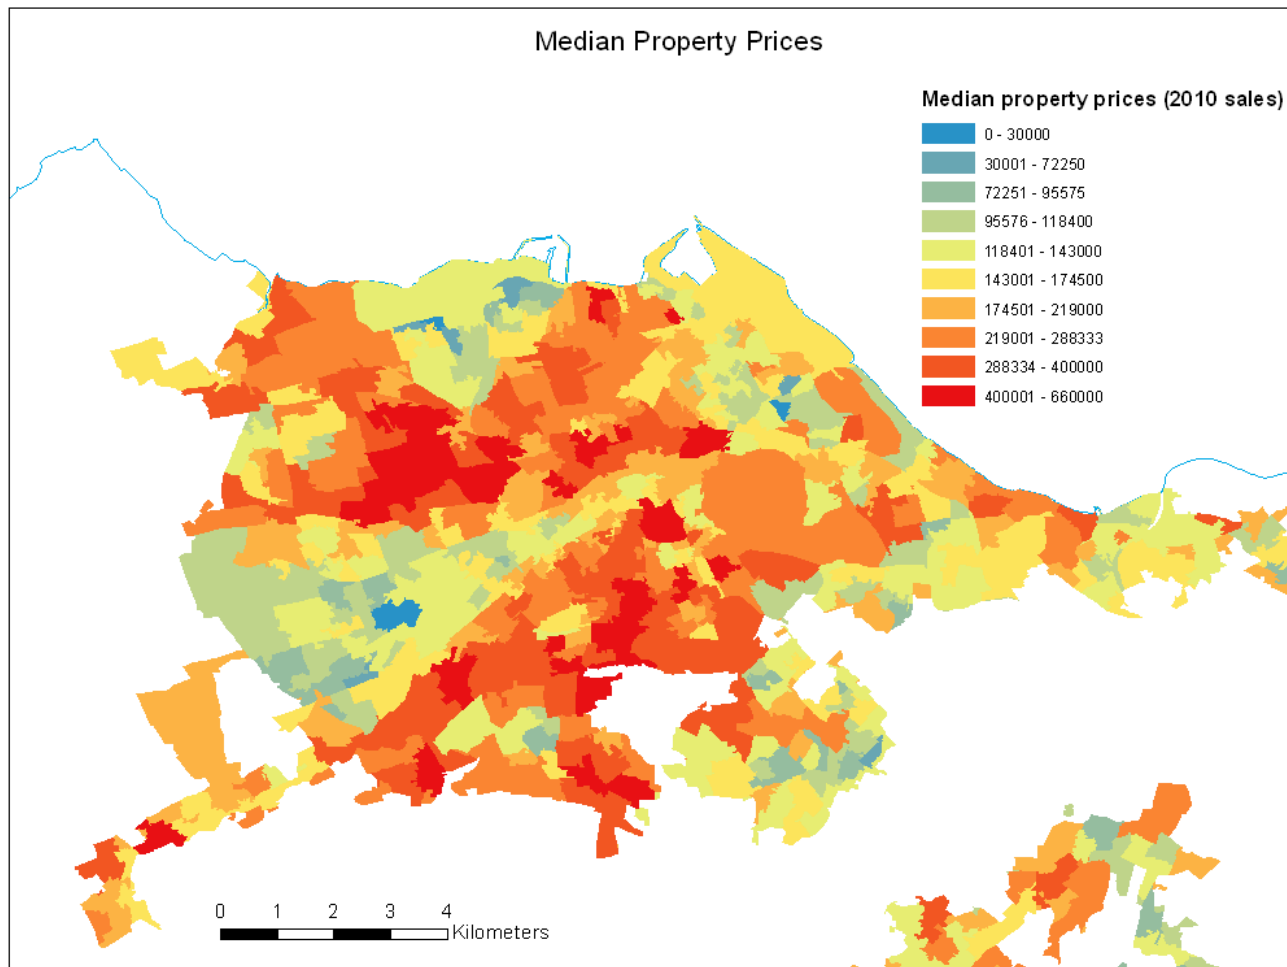 Median Property Prices
Median property prices (2010 sales)
0 - 30000
30001 - 72250
72251 - 95575
95576 - 118400
118401 - 143000
143001 - 174500
174501 - 219000
219001 - 288333
288334 - 400000
400001 - 660000
0 1 2 3 4
Kilometers